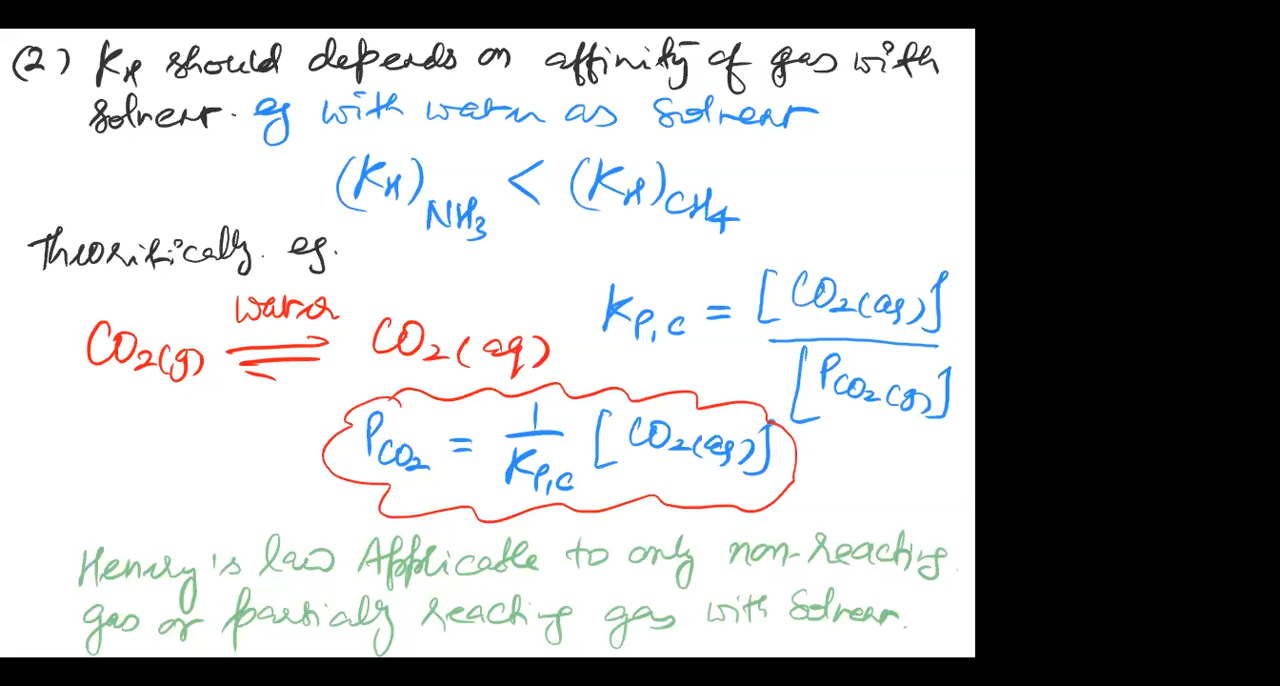 (2) KH should depends on affinity of gas with
solvent. eg with water as solvent
(KH)NH3 < (KH)CH4
Theoritically. eg.
CO2(g) ⇌ water CO2(aq)
KP,C = [CO2(aq)] / [PCO2(g)]
PCO2 = 1/KP,C [CO2(aq)]
Henry's law Applicable to only non-reacting
gas or partialy reacting gas with solvent.